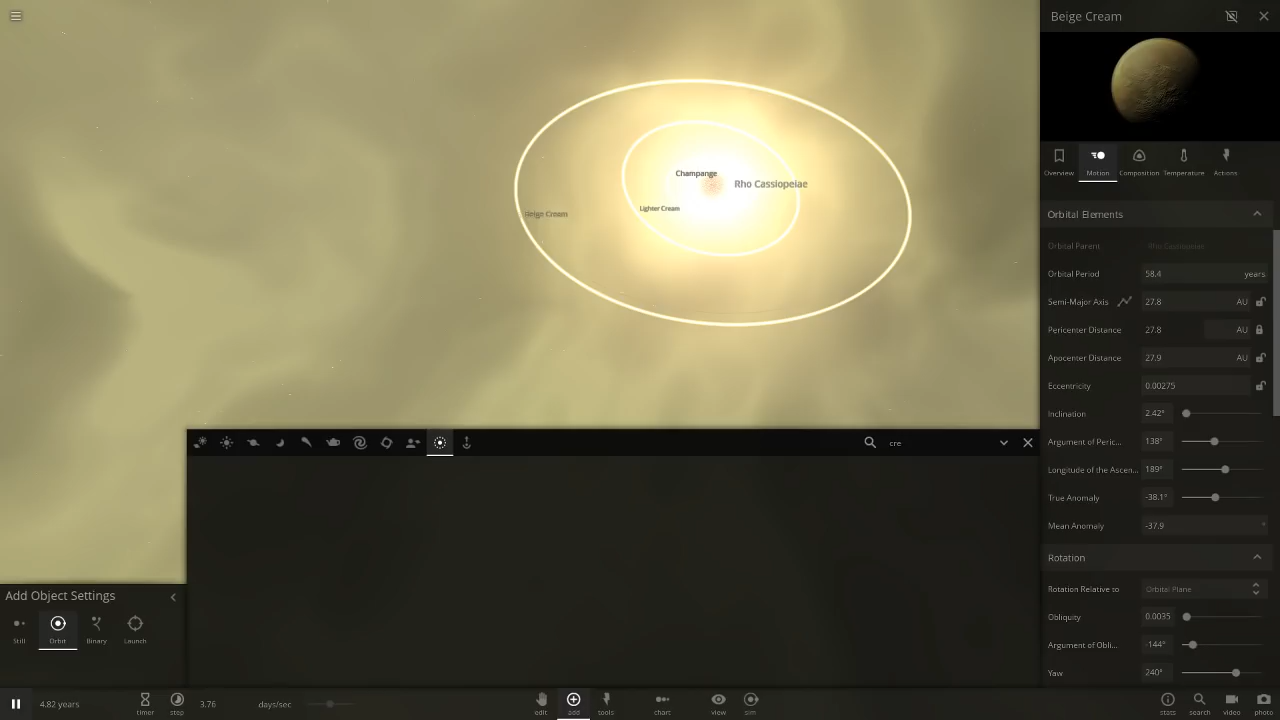 Beige Cream
Overview
Motion
Composition
Temperature
Actions
Champange
Rho Cassiopeiae
Lighter Cream
Beige Cream
Orbital Elements
Orbital Parent Rho Cassiopeiae
Orbital Period 58.4 years
Semi-Major Axis 27.8 AU
Pericenter Distance 27.8 AU
Apocenter Distance 27.9 AU
Eccentricity 0.00275
Inclination 2.42°
Argument of Peric... 138°
Longitude of the Ascen... 189°
True Anomaly -38.1°
Mean Anomaly -37.9 °
Rotation
Rotation Relative to Orbital Plane
Obliquity 0.0035
Argument of Obli... -144°
Yaw 240°
cre
Add Object Settings
Still
Orbit
Binary
Launch
4.82 years
timer
step
3.76 days/sec
edit
add
tools
chart
view
sim
stats
search
video
photo